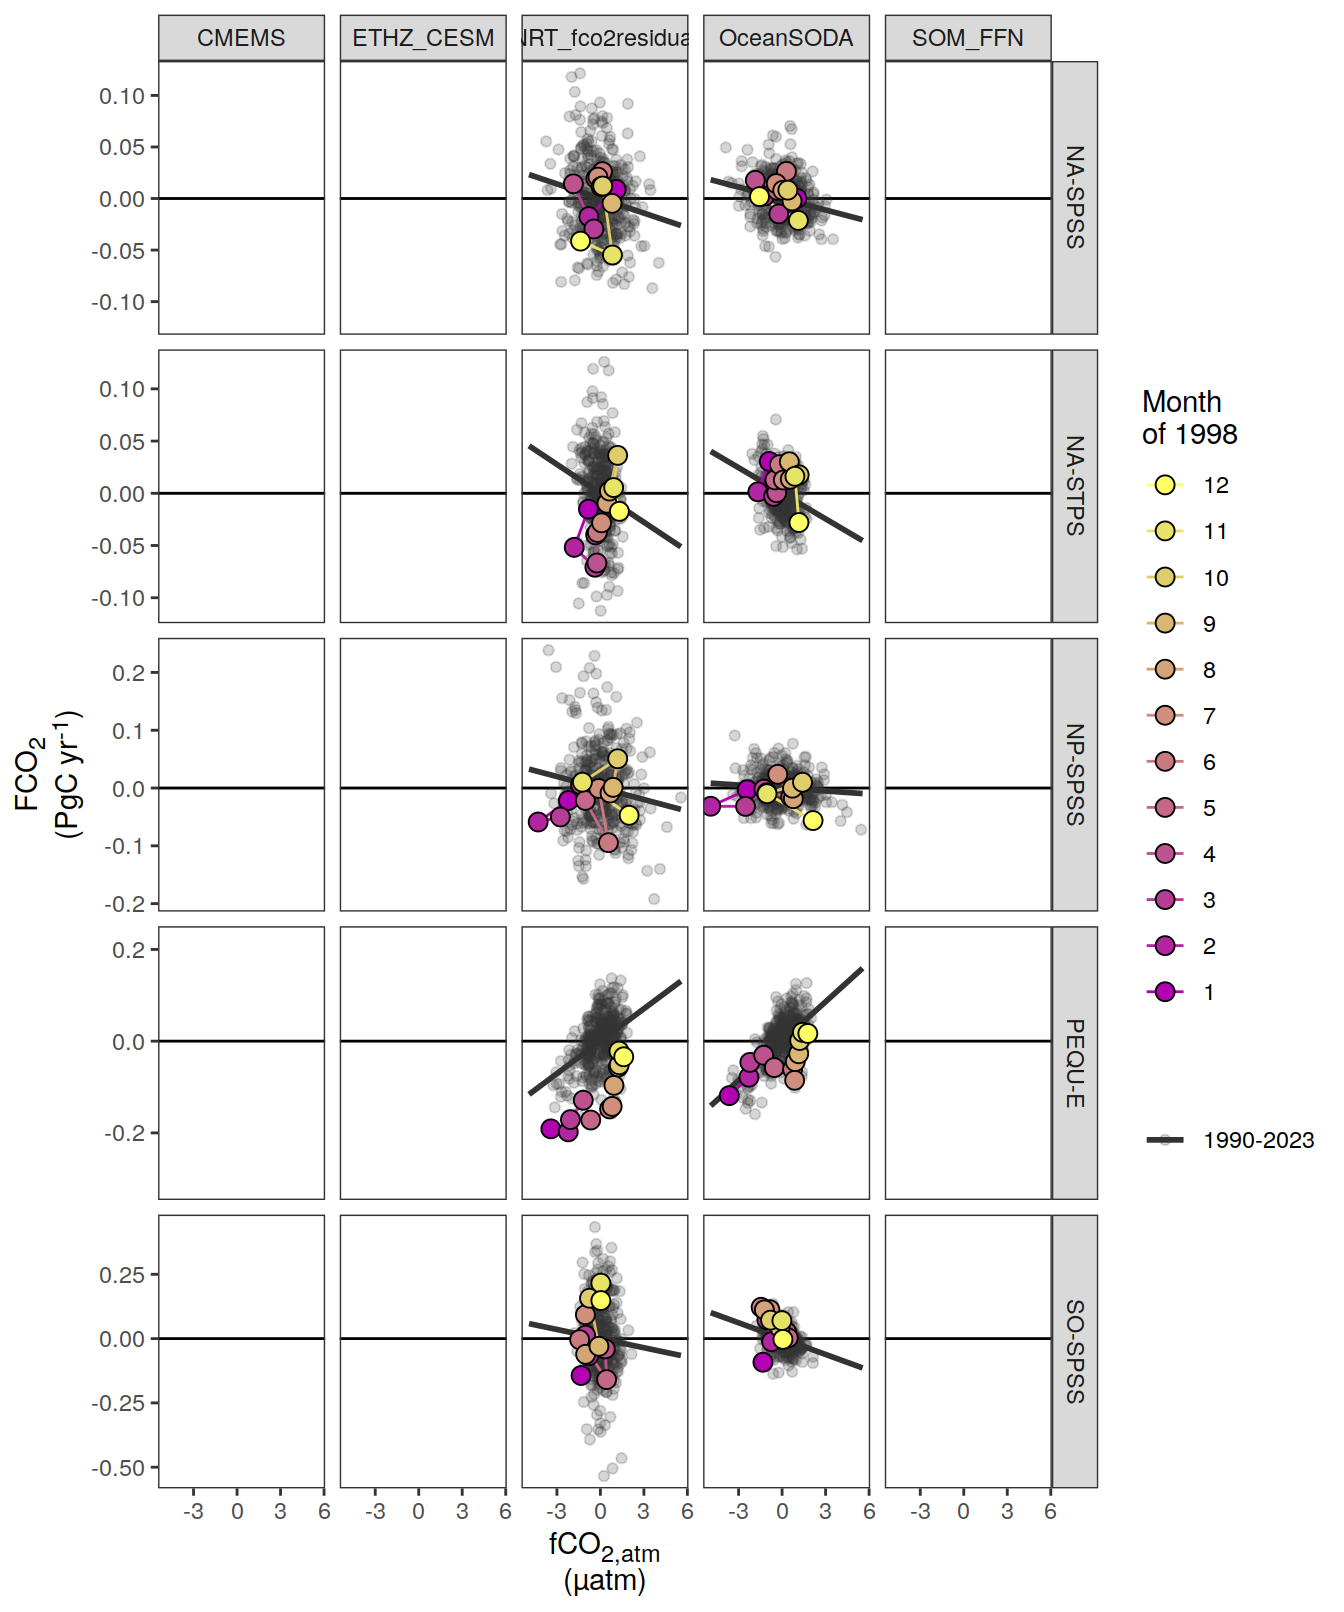 CMEMS ETHZ_CESM NRT_fco2residua OceanSODA SOM_FFN
0.10
0.05
0.00
-0.05
-0.10
NA-SPSS
0.10
0.05
0.00
-0.05
-0.10
NA-STPS
0.2
0.1
0.0
-0.1
-0.2
NP-SPSS
0.2
0.0
-0.2
PEQU-E
0.25
0.00
-0.25
-0.50
SO-SPSS
-3 0 3 6 -3 0 3 6 -3 0 3 6 -3 0 3 6 -3 0 3 6
fCO2,atm
(µatm)
FCO2
(PgC yr-1)
Month
of 1998
12
11
10
9
8
7
6
5
4
3
2
1
1990-2023